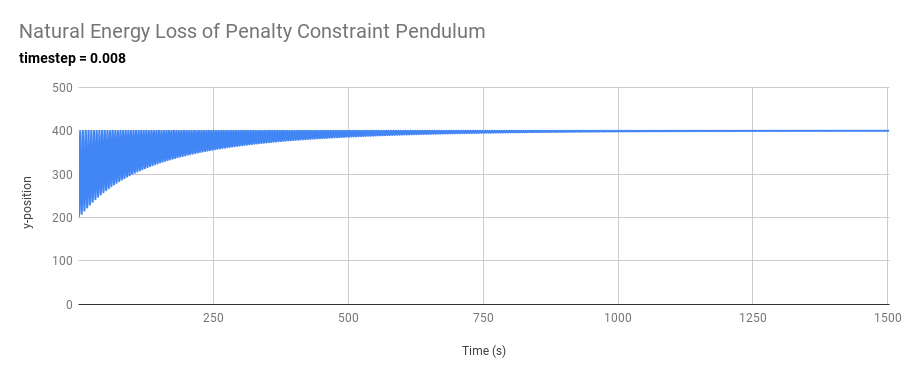 Natural Energy Loss of Penalty Constraint Pendulum
timestep = 0.008
500
400
300
200
100
0
y-position
250 500 750 1000 1250 1500
Time (s)